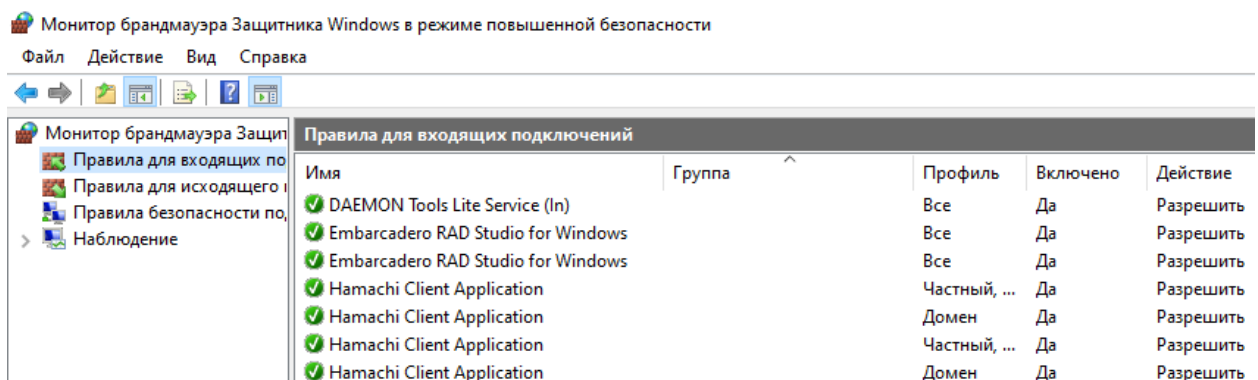 Монитор брандмауэра Защитника Windows в режиме повышенной безопасности
Файл Действие Вид Справка
Монитор брандмауэра Защит
Правила для входящих по
Правила для исходящего
Правила безопасности по
Наблюдение
Правила для входящих подключений
Имя Группа Профиль Включено Действие
DAEMON Tools Lite Service (In) Все Да Разрешить
Embarcadero RAD Studio for Windows Все Да Разрешить
Embarcadero RAD Studio for Windows Все Да Разрешить
Hamachi Client Application Частный, ... Да Разрешить
Hamachi Client Application Домен Да Разрешить
Hamachi Client Application Частный, ... Да Разрешить
Hamachi Client Application Домен Да Разрешить